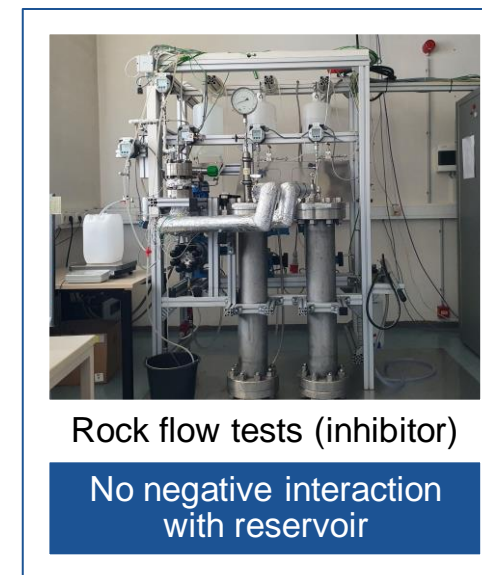 Rock flow tests (inhibitor)
No negative interaction
with reservoir